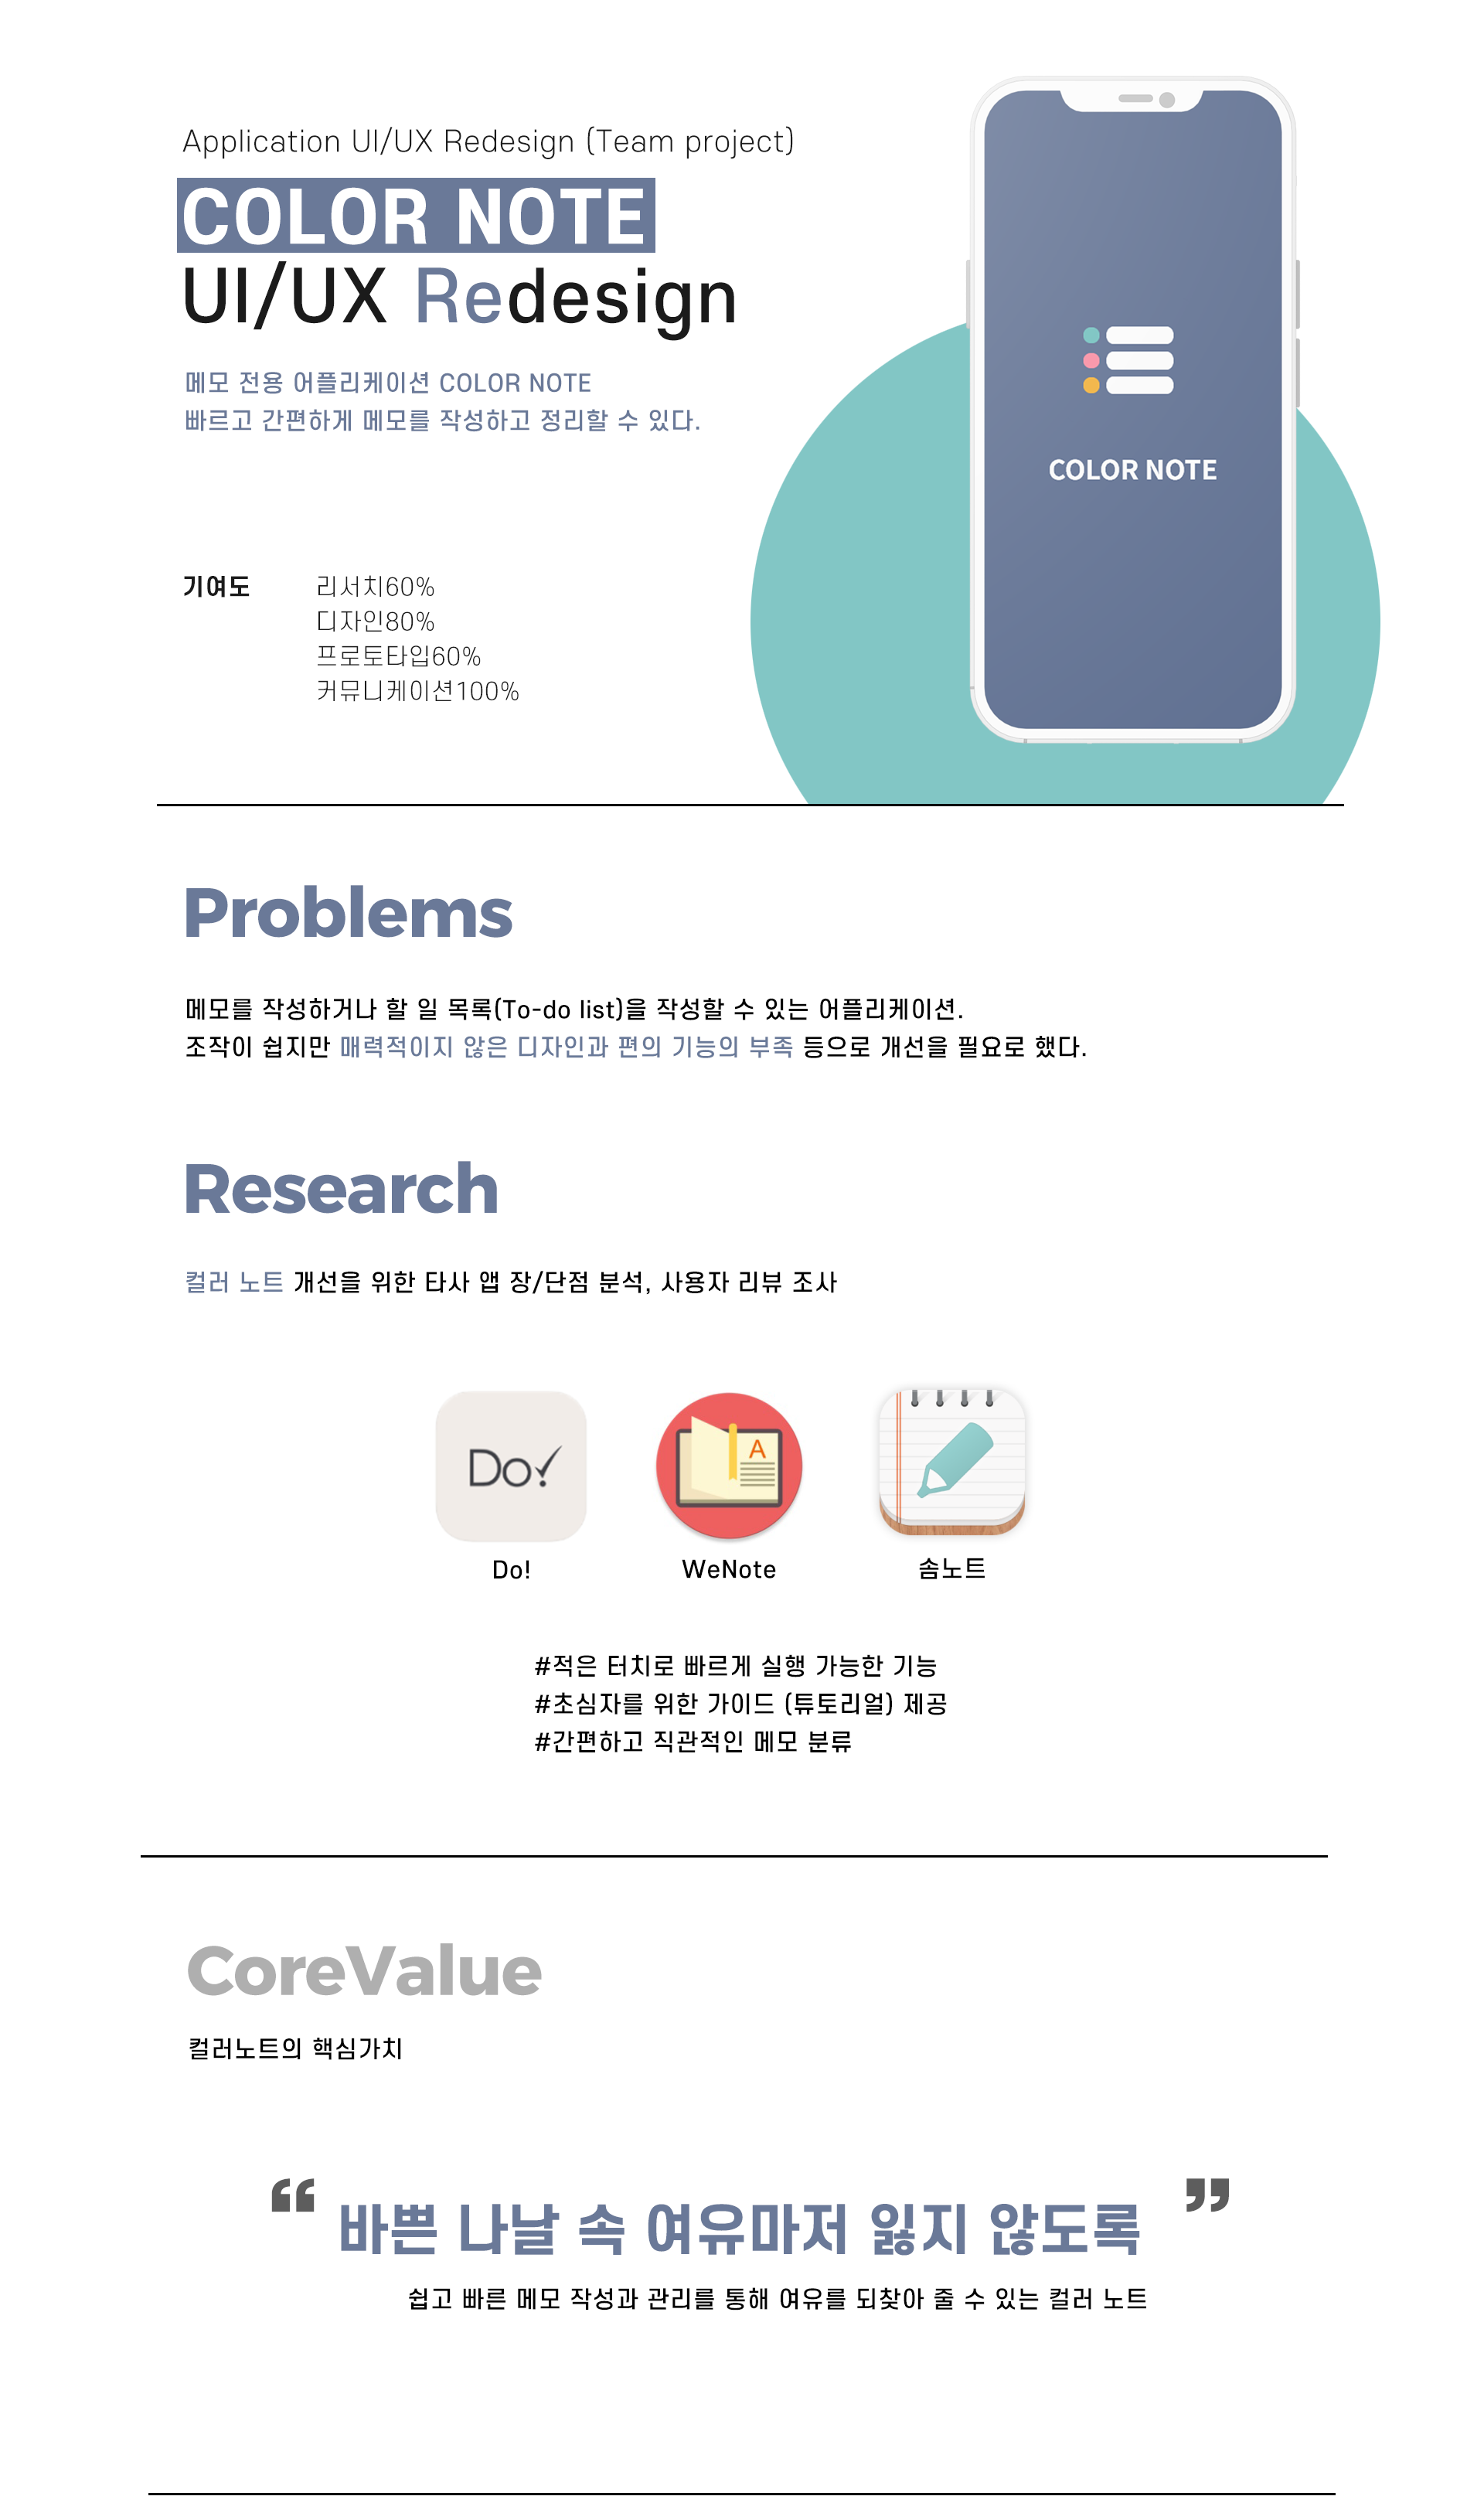 Application UI/UX Redesign (Team project)
COLOR NOTE
UI/UX Redesign
메모 전용 어플리케이션 COLOR NOTE
빠르고 간편하게 메모를 작성하고 정리할 수 있다.
기여도
리서치60%
디자인80%
프로토타입60%
커뮤니케이션100%
COLOR NOTE
Problems
메모를 작성하거나 할 일 목록(To-do list)을 작성할 수 있는 어플리케이션.
조작이 쉽지만 매력적이지 않은 디자인과 편의 기능의 부족 등으로 개선을 필요로 했다.
Research
컬러 노트 개선을 위한 타사 앱 장/단점 분석, 사용자 리뷰 조사
Do!
A
Do!
WeNote
솜노트
#적은 터치로 빠르게 실행 가능한 기능
#초심자를 위한 가이드 (튜토리얼) 제공
#간편하고 직관적인 메모 분류
CoreValue
컬러노트의 핵심가치
“ 바쁜 나날 속 여유마저 잃지 않도록 ”
쉽고 빠른 메모 작성과 관리를 통해 여유를 되찾아 줄 수 있는 컬러 노트